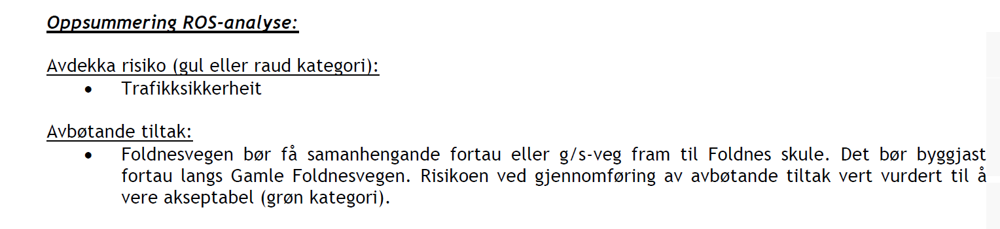 Oppsummering ROS-analyse:
Avdekka risiko (gul eller raud kategori):
• Trafikksikkerheit
Avbøtande tiltak:
• Foldnesvegen bør få samanhengande fortau eller g/s-veg fram til Foldnes skule. Det bør byggjast
fortau langs Gamle Foldnesvegen. Risikoen ved gjennomføring av avbøtande tiltak vert vurdert til å
vere akseptabel (grøn kategori).